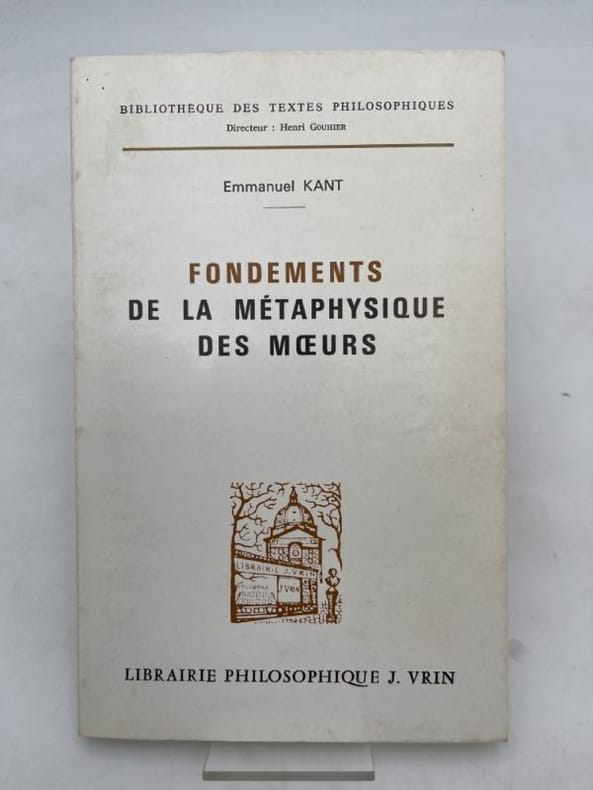 BIBLIOTHÈQUE DES TEXTES PHILOSOPHIQUES
Directeur : Henri GOUHIER
Emmanuel KANT
FONDEMENTS
DE LA MÉTAPHYSIQUE
DES MŒURS
LIBRAIRIE J. VRIN
J. VRIN
LIBRAIRIE PHILOSOPHIQUE J. VRIN